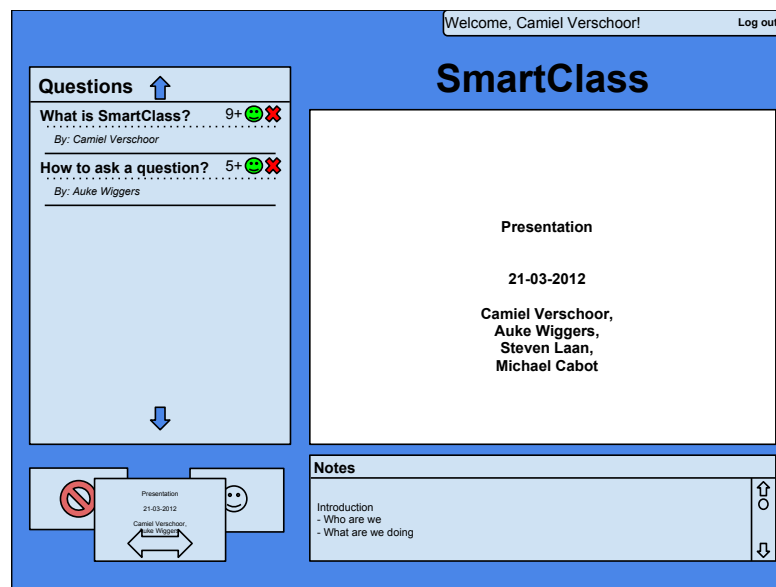 Welcome, Camiel Verschoor!
Log out
SmartClass
Questions
What is SmartClass? 9+
By: Camiel Verschoor
How to ask a question? 5+
By: Auke Wiggers
Presentation
21-03-2012
Camiel Verschoor,
Auke Wiggers,
Steven Laan,
Michael Cabot
Notes
Introduction
- Who are we
- What are we doing
Presentation
21-03-2012
Camiel Verschoor,
Auke Wiggers